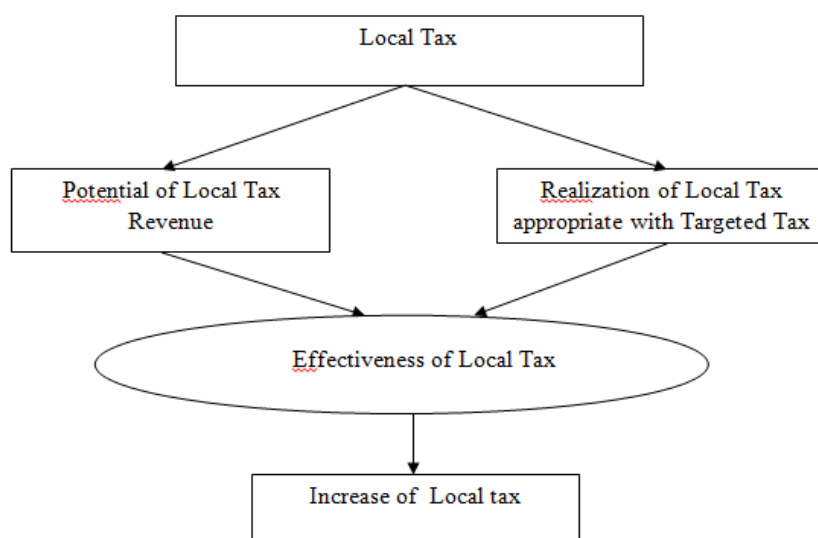 Local Tax
Potential of Local Tax
Revenue
Realization of Local Tax
appropriate with Targeted Tax
Effectiveness of Local Tax
Increase of Local tax